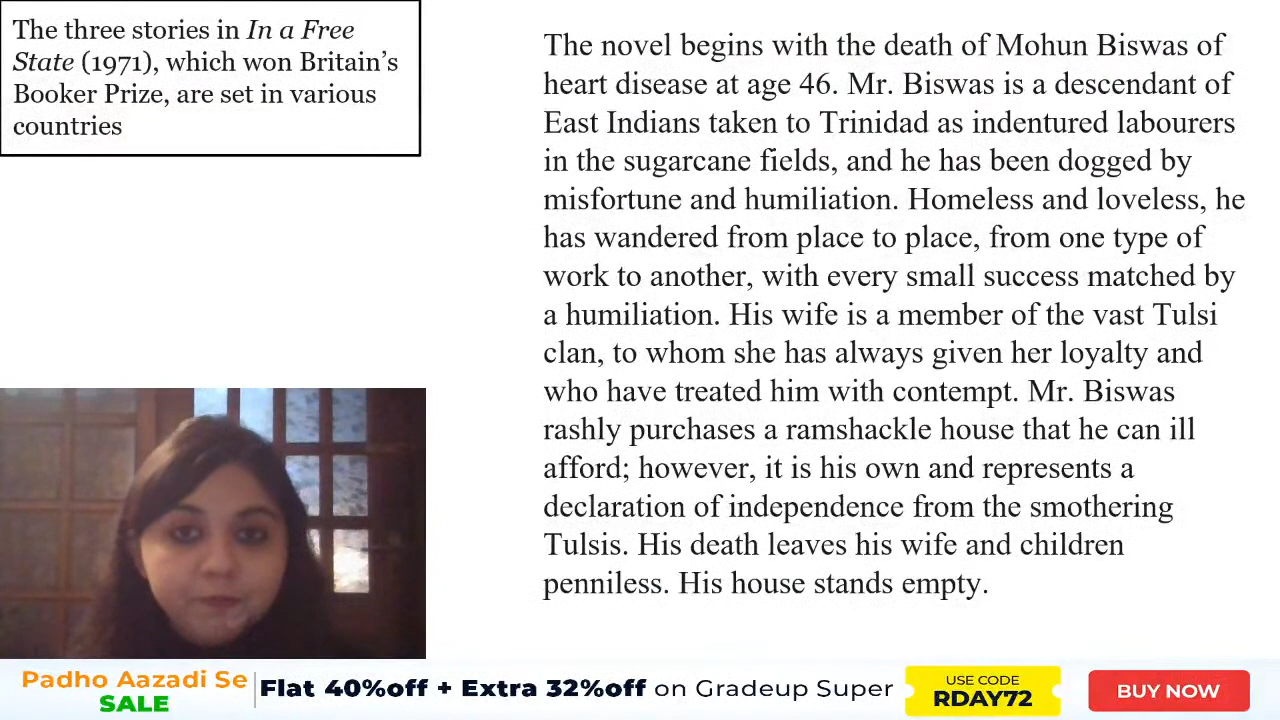 The three stories in In a Free
State (1971), which won Britain’s
Booker Prize, are set in various
countries
The novel begins with the death of Mohun Biswas of
heart disease at age 46. Mr. Biswas is a descendant of
East Indians taken to Trinidad as indentured labourers
in the sugarcane fields, and he has been dogged by
misfortune and humiliation. Homeless and loveless, he
has wandered from place to place, from one type of
work to another, with every small success matched by
a humiliation. His wife is a member of the vast Tulsi
clan, to whom she has always given her loyalty and
who have treated him with contempt. Mr. Biswas
rashly purchases a ramshackle house that he can ill
afford; however, it is his own and represents a
declaration of independence from the smothering
Tulsis. His death leaves his wife and children
penniless. His house stands empty.
Padho Aazadi Se
SALE
Flat 40%off + Extra 32%off on Gradeup Super
USE CODE
RDAY72
BUY NOW